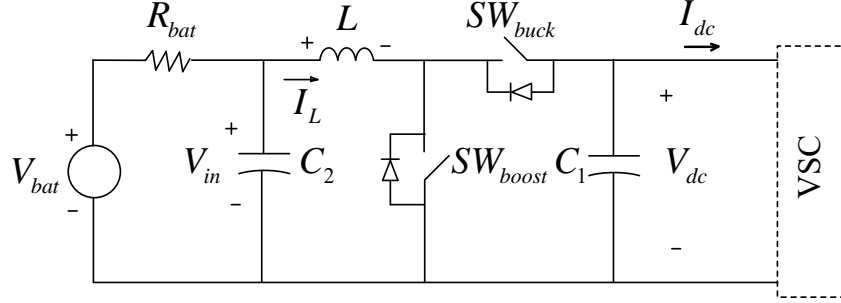 R_bat
L
SW_buck
I_dc
+ -
I_L
+
+
+
V_bat
V_in
C_2
SW_boost
C_1
V_dc
VSC
-
-
-